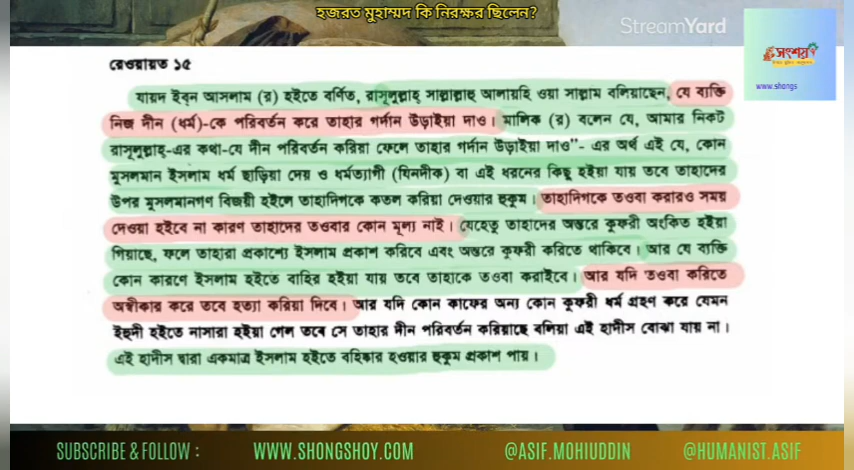 হজরত মুহাম্মদ কি নিরক্ষর ছিলেন?
StreamYard
সংশয়
www.shongs
রেওয়ায়ত ১৫
যায়দ ইব্‌ন আসলাম (র) হইতে বর্ণিত, রাসূলুল্লাহ্ সাল্লাল্লাহু আলায়হি ওয়া সাল্লাম বলিয়াছেন, যে ব্যক্তি
নিজ দীন (ধর্ম)-কে পরিবর্তন করে তাহার গর্দান উড়াইয়া দাও। মালিক (র) বলেন যে, আমার নিকট
রাসূলুল্লাহ্-এর কথা-যে দীন পরিবর্তন করিয়া ফেলে তাহার গর্দান উড়াইয়া দাও”- এর অর্থ এই যে, কোন
মুসলমান ইসলাম ধর্ম ছাড়িয়া দেয় ও ধর্মত্যাগী (যিনদীক) বা এই ধরনের কিছু হইয়া যায় তবে তাহাদের
উপর মুসলমানগণ বিজয়ী হইলে তাহাদিগকে কতল করিয়া দেওয়ার হুকুম। তাহাদিগকে তওবা করারও সময়
দেওয়া হইবে না কারণ তাহাদের তওবার কোন মূল্য নাই। যেহেতু তাহাদের অন্তরে কুফরী অংকিত হইয়া
গিয়াছে, ফলে তাহারা প্রকাশ্যে ইসলাম প্রকাশ করিবে এবং অন্তরে কুফরী করিতে থাকিবে। আর যে ব্যক্তি
কোন কারণে ইসলাম হইতে বাহির হইয়া যায় তবে তাহাকে তওবা করাইবে। আর যদি তওবা করিতে
অস্বীকার করে তবে হত্যা করিয়া দিবে। আর যদি কোন কাফের অন্য কোন কুফরী ধর্ম গ্রহণ করে যেমন
ইহুদী হইতে নাসারা হইয়া গেল তবে সে তাহার দীন পরিবর্তন করিয়াছে বলিয়া এই হাদীস বোঝা যায় না।
এই হাদীস দ্বারা একমাত্র ইসলাম হইতে বহিষ্কার হওয়ার হুকুম প্রকাশ পায়।
SUBSCRIBE & FOLLOW : WWW.SHONGSHOY.COM @ASIF.MOHIUDDIN @HUMANIST.ASIF